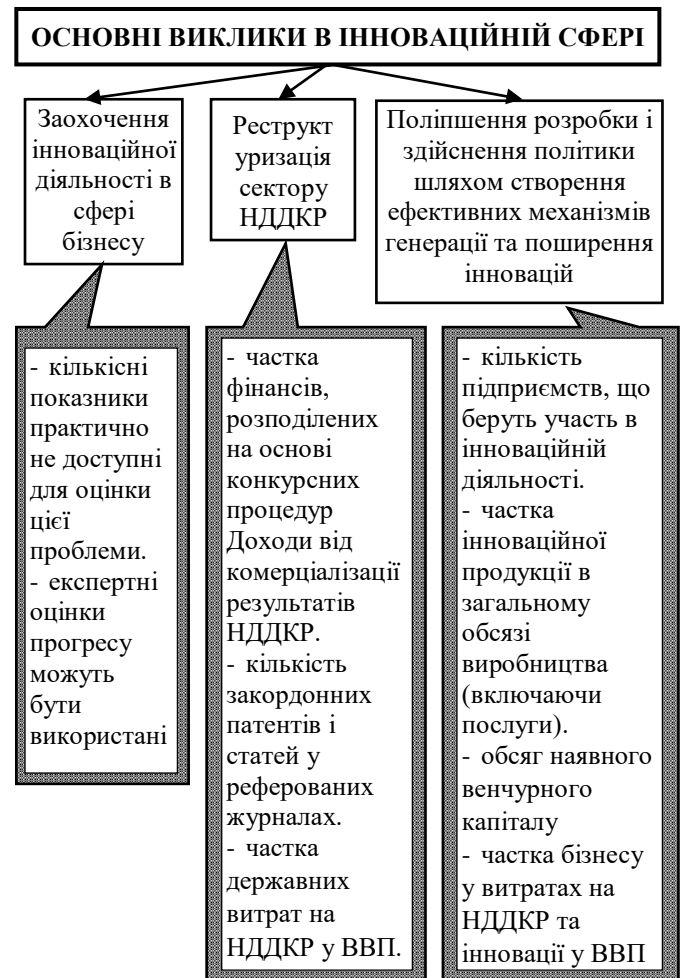 ОСНОВНІ ВИКЛИКИ В ІННОВАЦІЙНІЙ СФЕРІ
Заохочення
інноваційної
діяльності в
сфері
бізнесу
Реструкт
уризація
сектору
НДДКР
Поліпшення розробки і
здійснення політики
шляхом створення
ефективних механізмів
генерації та поширення
інновацій
- кількісні
показники
практично
не доступні
для оцінки
цієї
проблеми.
- експертні
оцінки
прогресу
можуть
бути
використані
- частка
фінансів,
розподілених
на основі
конкурсних
процедур
Доходи від
комерціалізації
результатів
НДДКР.
- кількість
закордонних
патентів і
статей у
реферованих
журналах.
- частка
державних
витрат на
НДДКР у ВВП.
- кількість
підприємств, що
беруть участь в
інноваційній
діяльності.
- частка
інноваційної
продукції в
загальному
обсязі
виробництва
(включаючи
послуги).
- обсяг наявного
венчурного
капіталу
- частка бізнесу
у витратах на
НДДКР та
інновації у ВВП